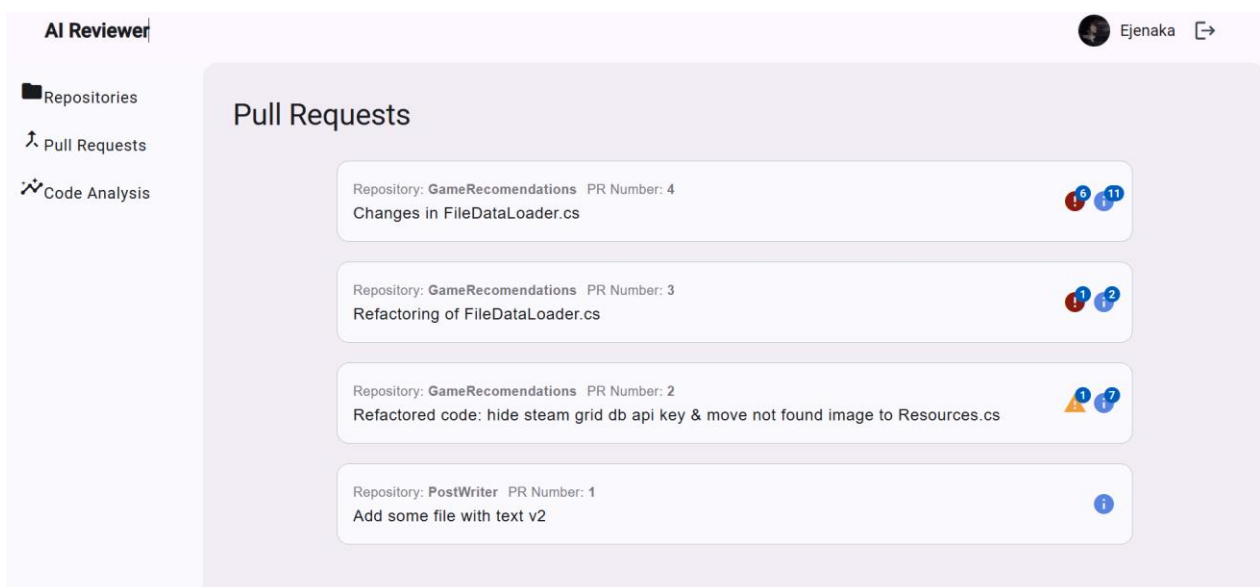 AI Reviewer
Ejenaka
Repositories
Pull Requests
Code Analysis
Pull Requests
Repository: GameRecomendations PR Number: 4
Changes in FileDataLoader.cs
6 11
Repository: GameRecomendations PR Number: 3
Refactoring of FileDataLoader.cs
1 2
Repository: GameRecomendations PR Number: 2
Refactored code: hide steam grid db api key & move not found image to Resources.cs
1 7
Repository: PostWriter PR Number: 1
Add some file with text v2